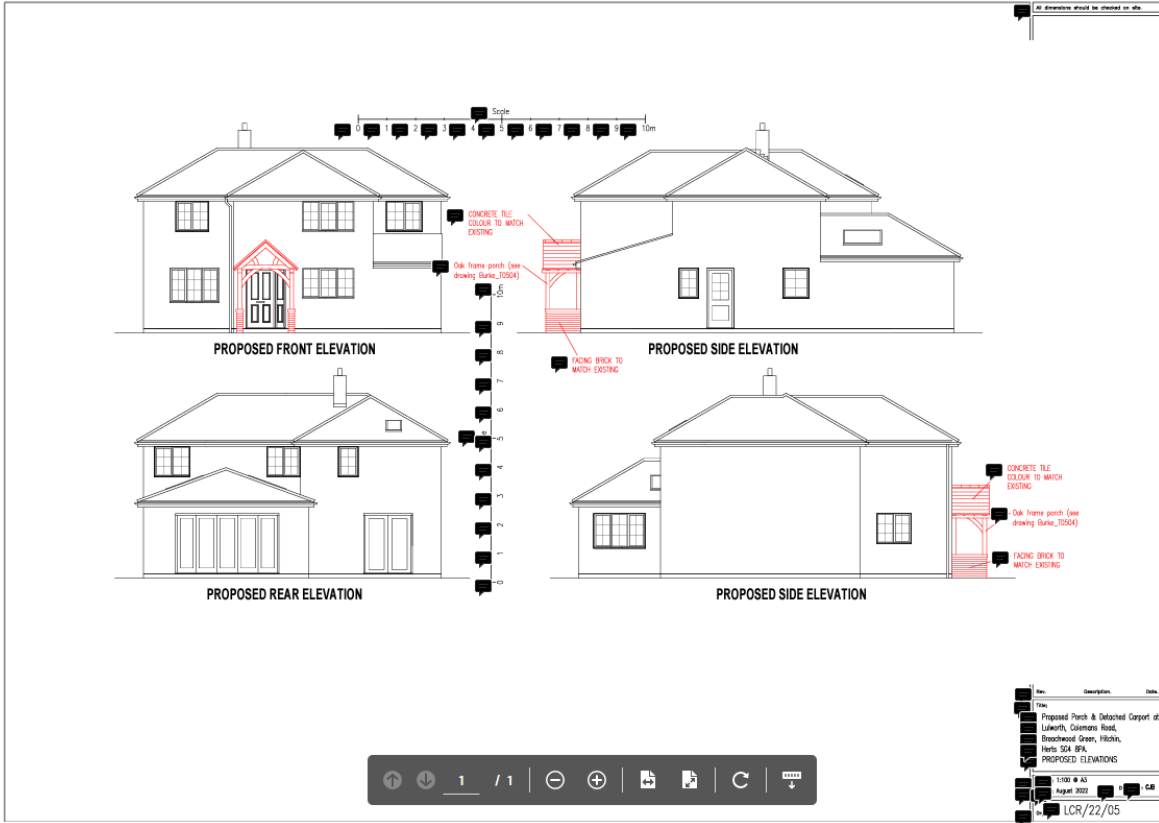 All dimensions should be checked on site.
Scale
0 1 2 3 4 5 6 7 8 9 10m
CONCRETE TILE
COLOUR TO MATCH
EXISTING
Oak frame porch (see
drawing Burke_T0504)
10m
9
8
7
6
5
4
3
2
1
0
PROPOSED FRONT ELEVATION
PROPOSED SIDE ELEVATION
FACING BRICK TO
MATCH EXISTING
CONCRETE TILE
COLOUR TO MATCH
EXISTING
Oak frame porch (see
drawing Burke_T0504)
FACING BRICK TO
MATCH EXISTING
PROPOSED REAR ELEVATION
PROPOSED SIDE ELEVATION
Rev. Description. Date.
Title:
Proposed Porch & Detached Carport at
Lulworth, Colemans Road,
Breachwood Green, Hitchin,
Herts SG4 8PA.
PROPOSED ELEVATIONS
: 1:100 @ A3
: August 2022
: CJB
LCR/22/05
1 / 1